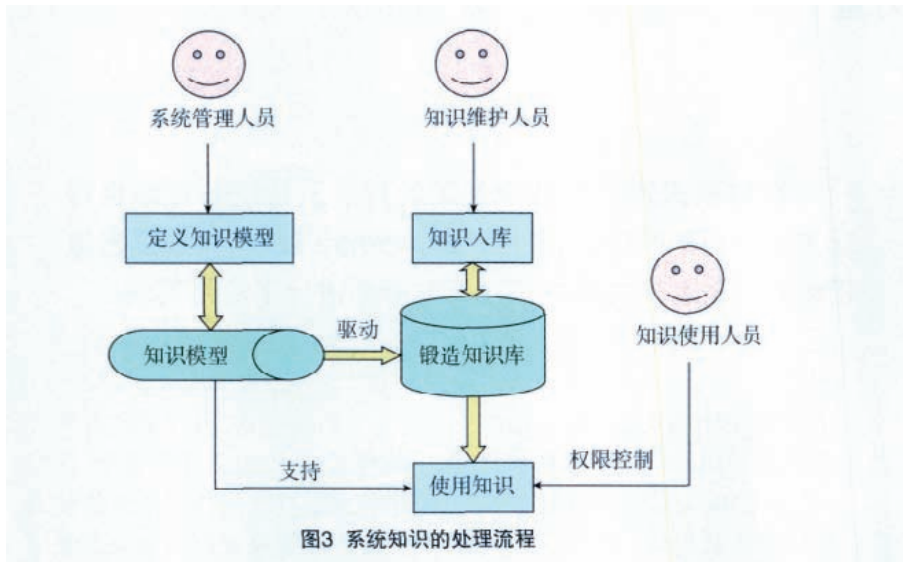 系统管理人员
知识维护人员
定义知识模型
知识入库
知识使用人员
驱动
知识模型
锻造知识库
支持
权限控制
使用知识
图3 系统知识的处理流程